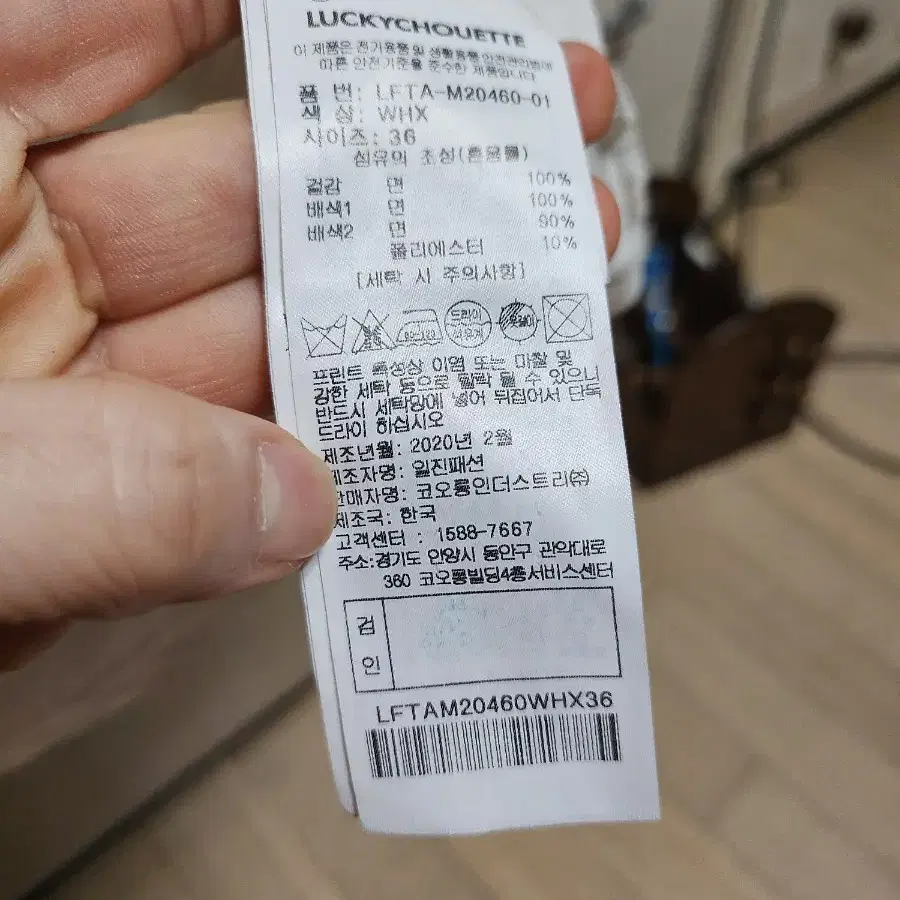 LUCKYCHOUETTE
이 제품은 전기용품 및 생활용품 안전관리법에
따른 안전기준을 준수한 제품입니다
품 번: LFTA-M20460-01
색 상: WHX
사이즈: 36
섬유의 조성(혼용률)
겉감 면 100%
배색1 면 100%
배색2 면 90%
폴리에스터 10%
[세탁 시 주의사항]
드라이
옷걸이
프린트 특성상 이염 또는 마찰 및
강한 세탁 등으로 탈락 될 수 있으니
반드시 세탁망에 넣어 뒤집어서 단독
드라이 하십시오
제조년월: 2020년 2월
제조자명: 일진패션
판매자명: 코오롱인더스트리㈜
제조국: 한국
고객센터 : 1588-7667
주소:경기도 안양시 동안구 관악대로
360 코오롱빌딩4층서비스센터
검
인
LFTAM20460WHX36